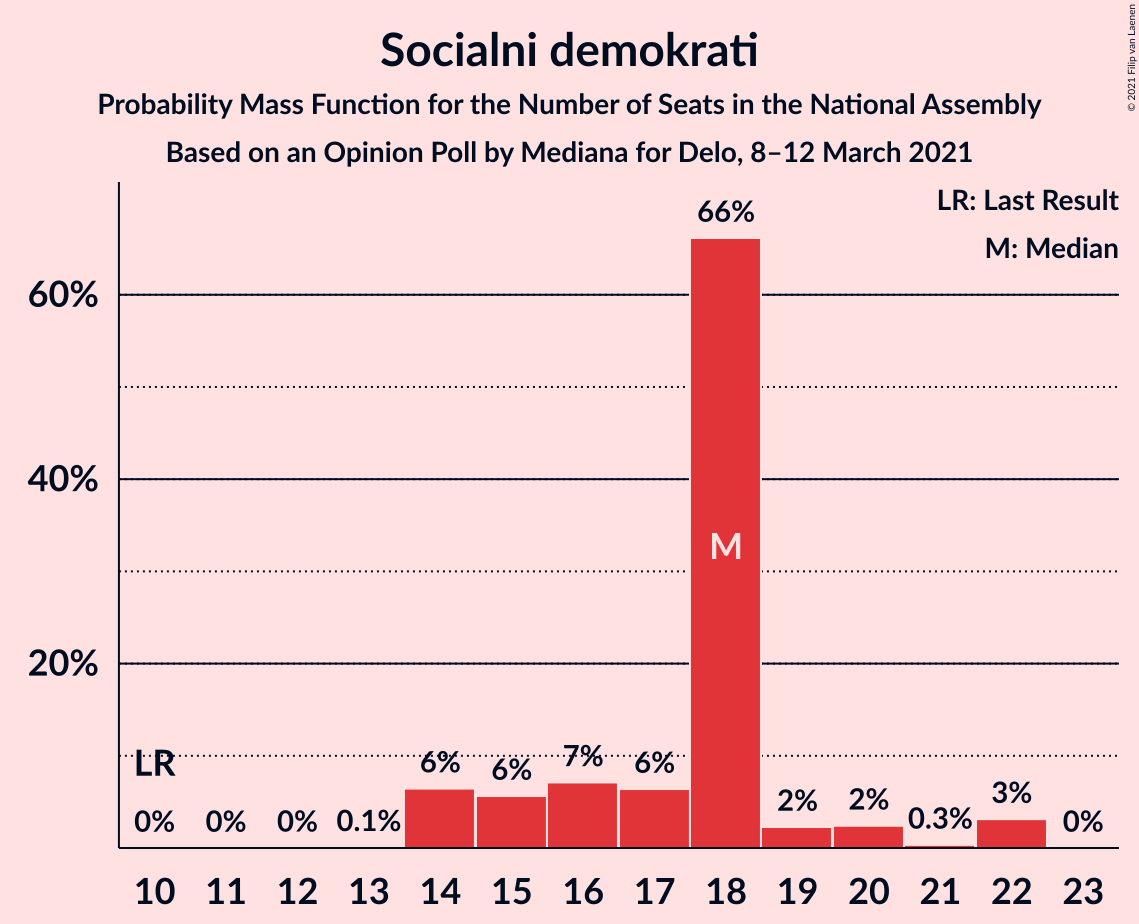 Socialni demokrati
Probability Mass Function for the Number of Seats in the National Assembly
Based on an Opinion Poll by Mediana for Delo, 8–12 March 2021
© 2021 Filip van Laenen
LR: Last Result
M: Median
66%
60%
40%
M
20%
LR
0% 0% 0% 0.1% 6% 6% 7% 6% 2% 2% 0.3% 3% 0%
10 11 12 13 14 15 16 17 18 19 20 21 22 23